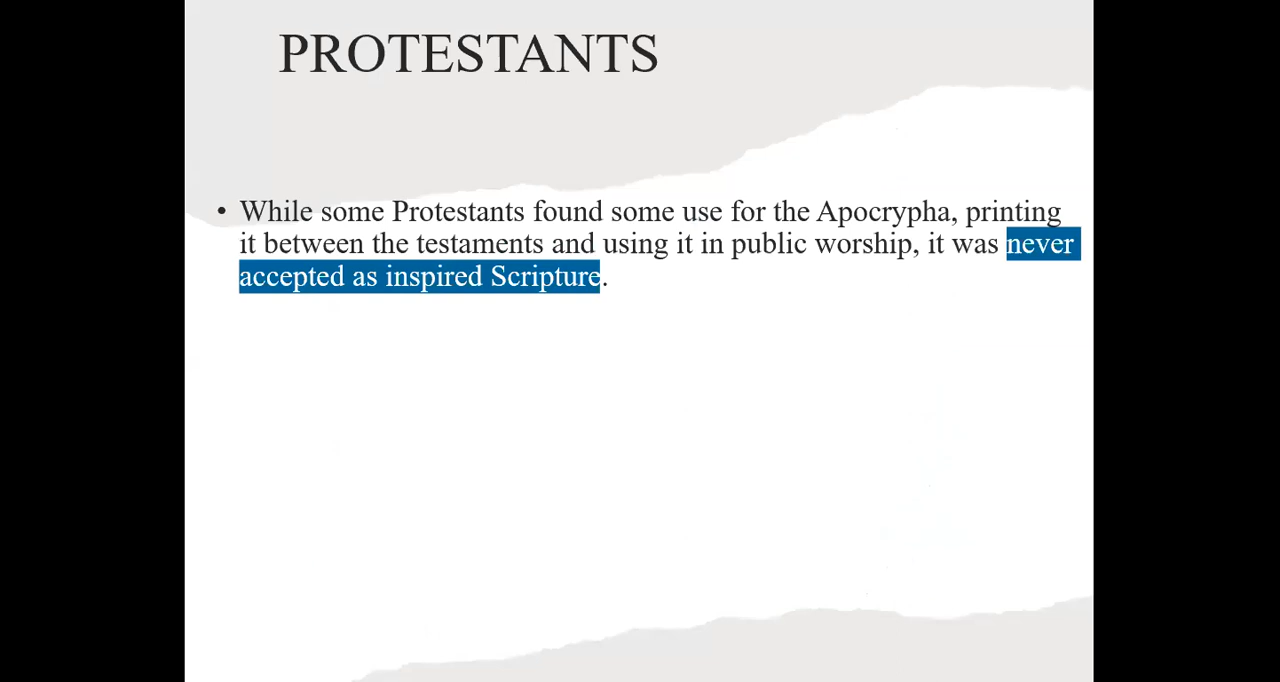 PROTESTANTS
• While some Protestants found some use for the Apocrypha, printing
it between the testaments and using it in public worship, it was never
accepted as inspired Scripture.